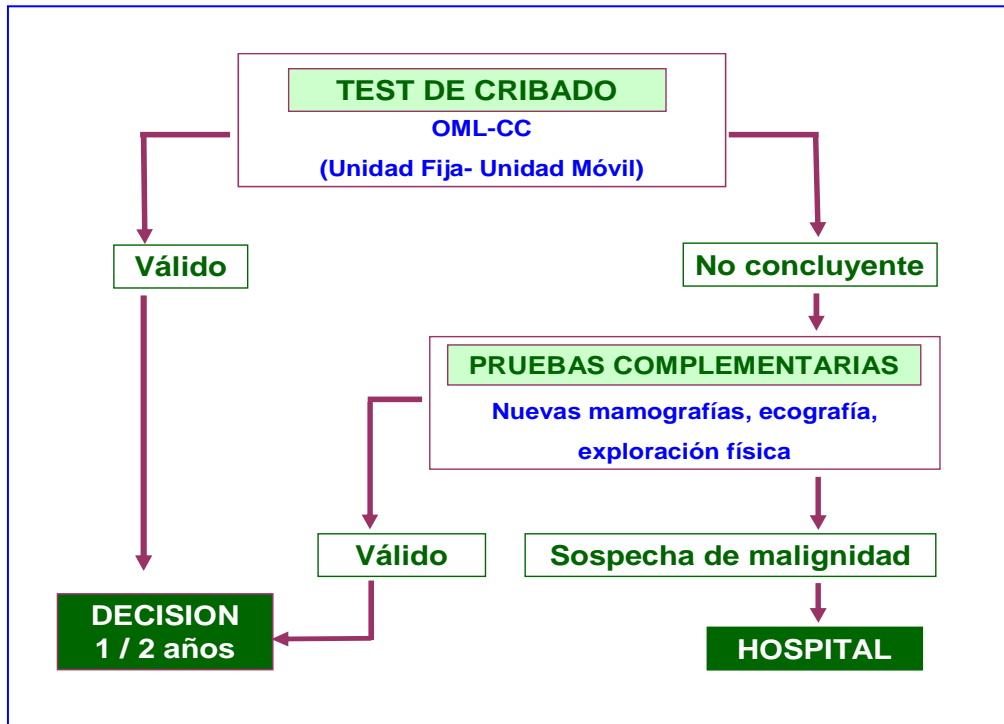 TEST DE CRIBADO
OML-CC
(Unidad Fija- Unidad Móvil)
Válido
No concluyente
PRUEBAS COMPLEMENTARIAS
Nuevas mamografías, ecografía,
exploración física
Válido
Sospecha de malignidad
DECISION
1 / 2 años
HOSPITAL